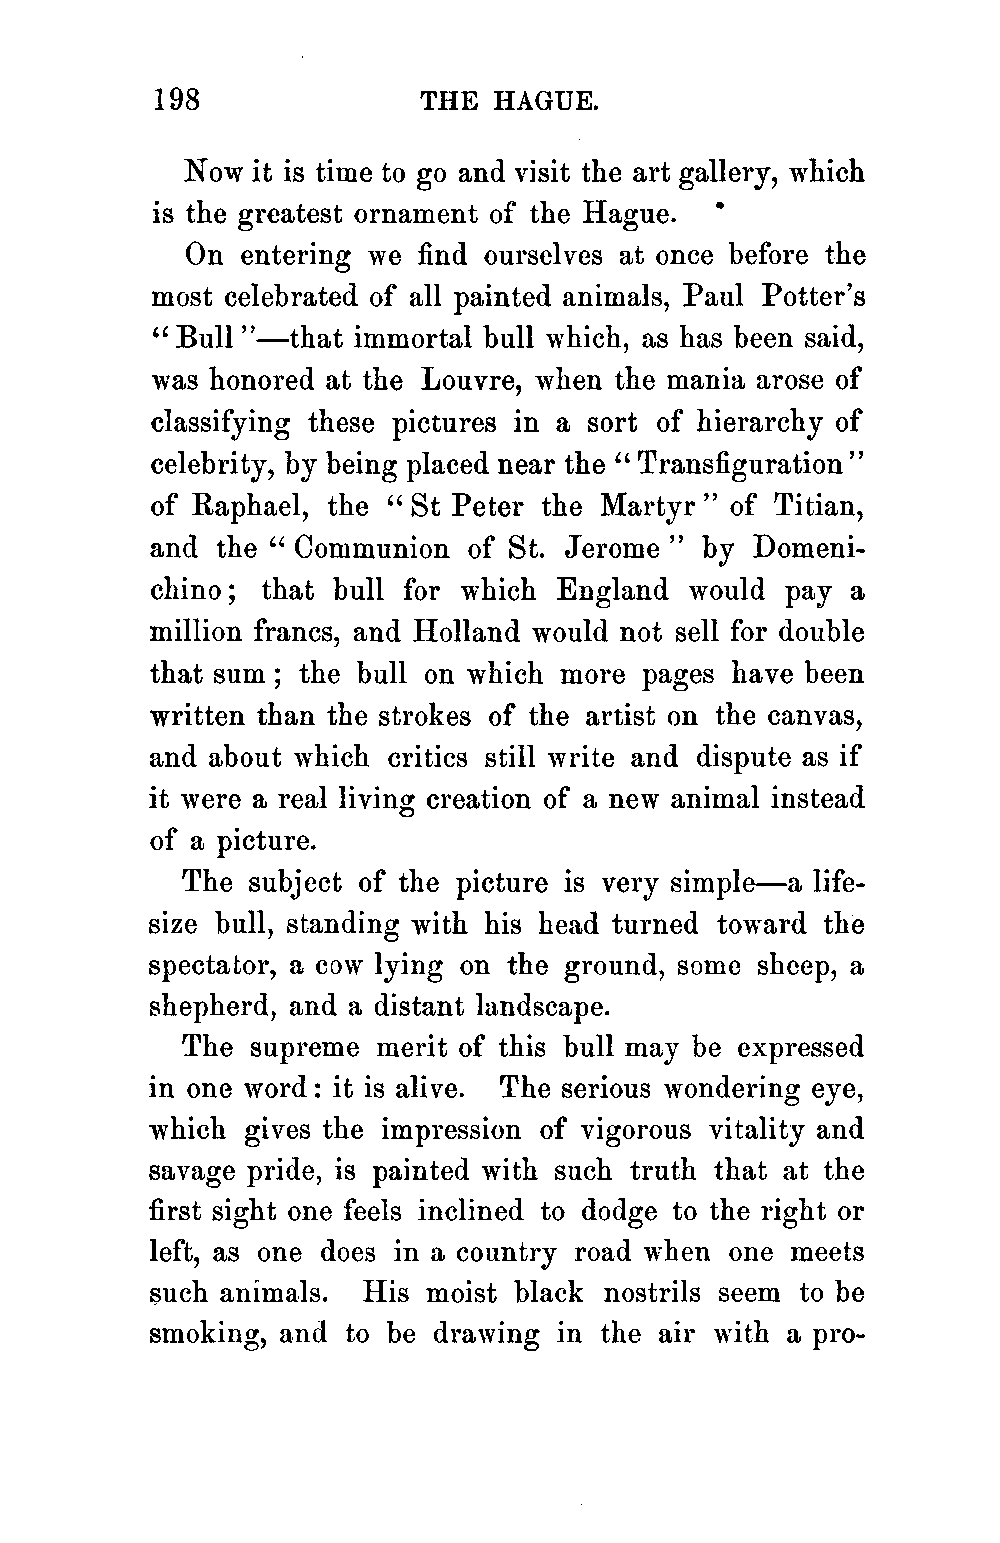 198 THE HAGUE.
Now it is time to go and visit the art gallery, which
is the greatest ornament of the Hague.
On entering we find ourselves at once before the
most celebrated of all painted animals, Paul Potter's
“ Bull ”—that immortal bull which, as has been said,
was honored at the Louvre, when the mania arose of
classifying these pictures in a sort of hierarchy of
celebrity, by being placed near the “ Transfiguration ”
of Raphael, the “ St Peter the Martyr ” of Titian,
and the “ Communion of St. Jerome ” by Domeni-
chino ; that bull for which England would pay a
million francs, and Holland would not sell for double
that sum ; the bull on which more pages have been
written than the strokes of the artist on the canvas,
and about which critics still write and dispute as if
it were a real living creation of a new animal instead
of a picture.
The subject of the picture is very simple—a life-
size bull, standing with his head turned toward the
spectator, a cow lying on the ground, some sheep, a
shepherd, and a distant landscape.
The supreme merit of this bull may be expressed
in one word : it is alive. The serious wondering eye,
which gives the impression of vigorous vitality and
savage pride, is painted with such truth that at the
first sight one feels inclined to dodge to the right or
left, as one does in a country road when one meets
such animals. His moist black nostrils seem to be
smoking, and to be drawing in the air with a pro-